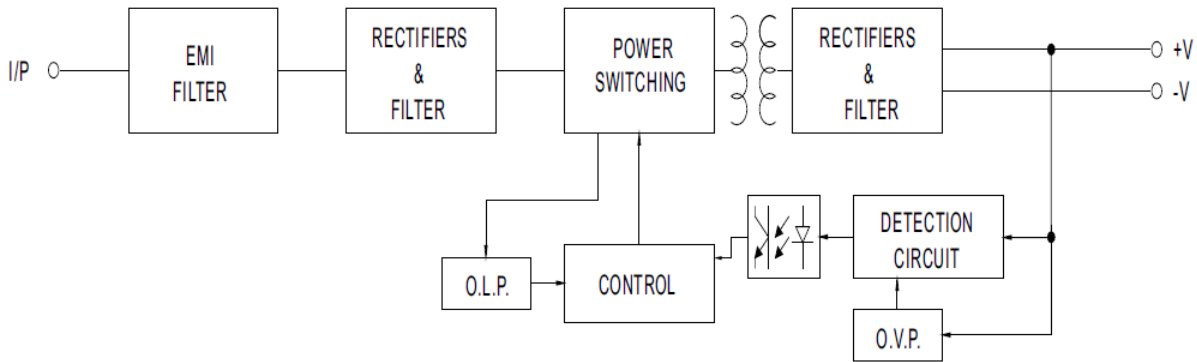 I/P
EMI
FILTER
RECTIFIERS
&
FILTER
POWER
SWITCHING
RECTIFIERS
&
FILTER
+V
-V
O.L.P.
CONTROL
DETECTION
CIRCUIT
O.V.P.